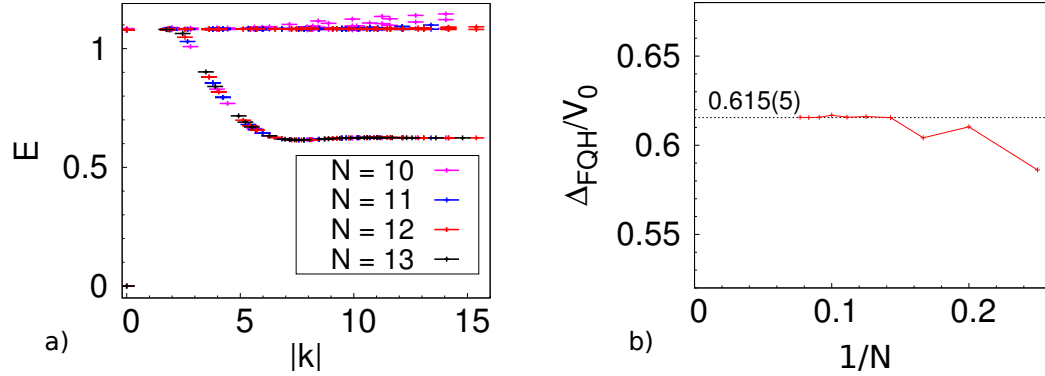 E
1
0.5
0
0
5
10
15
|k|
N = 10
N = 11
N = 12
N = 13
a)
Δ_FQH/V_0
0.65
0.6
0.55
0.615(5)
0
0.1
0.2
1/N
b)